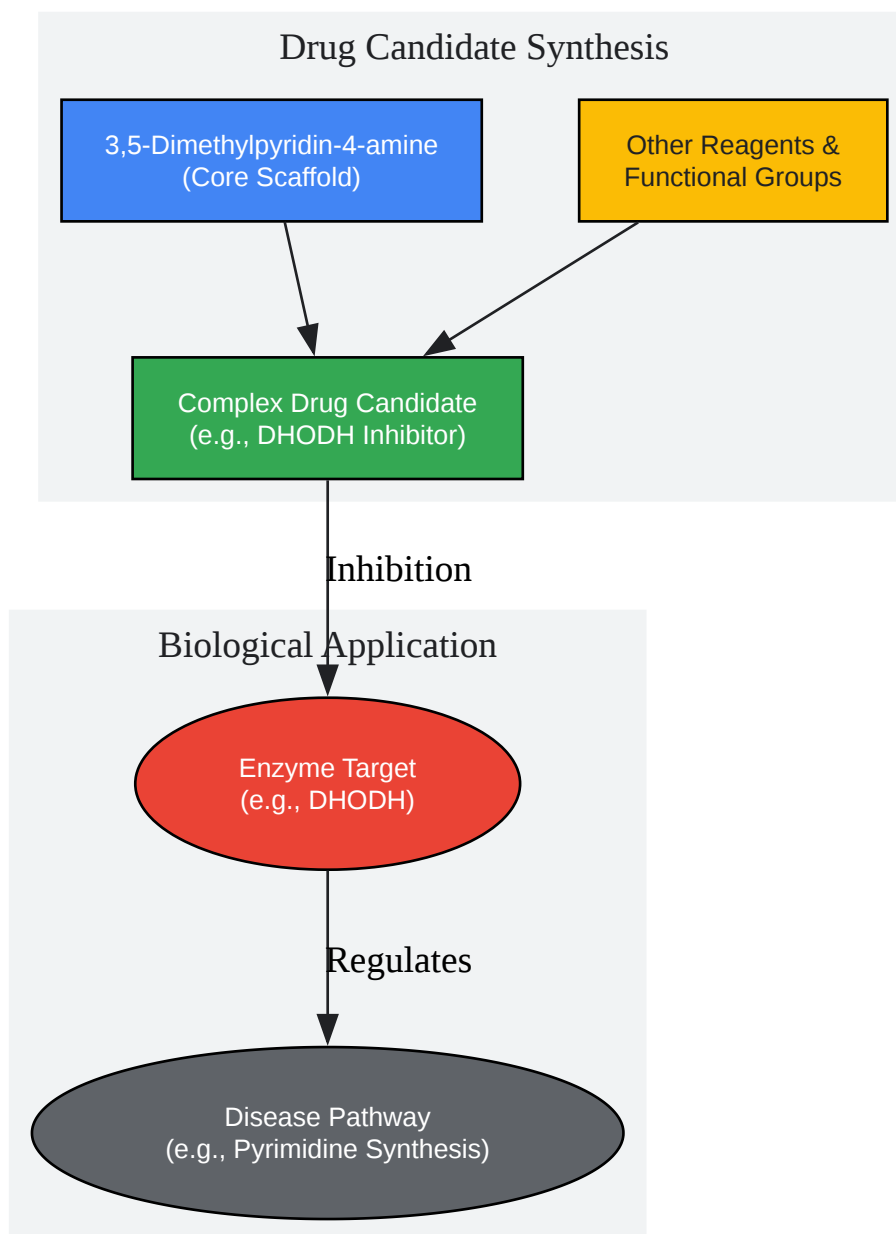 Drug Candidate Synthesis
3,5-Dimethylpyridin-4-amine
(Core Scaffold)
Other Reagents &
Functional Groups
Complex Drug Candidate
(e.g., DHODH Inhibitor)
Inhibition
Biological Application
Enzyme Target
(e.g., DHODH)
Regulates
Disease Pathway
(e.g., Pyrimidine Synthesis)